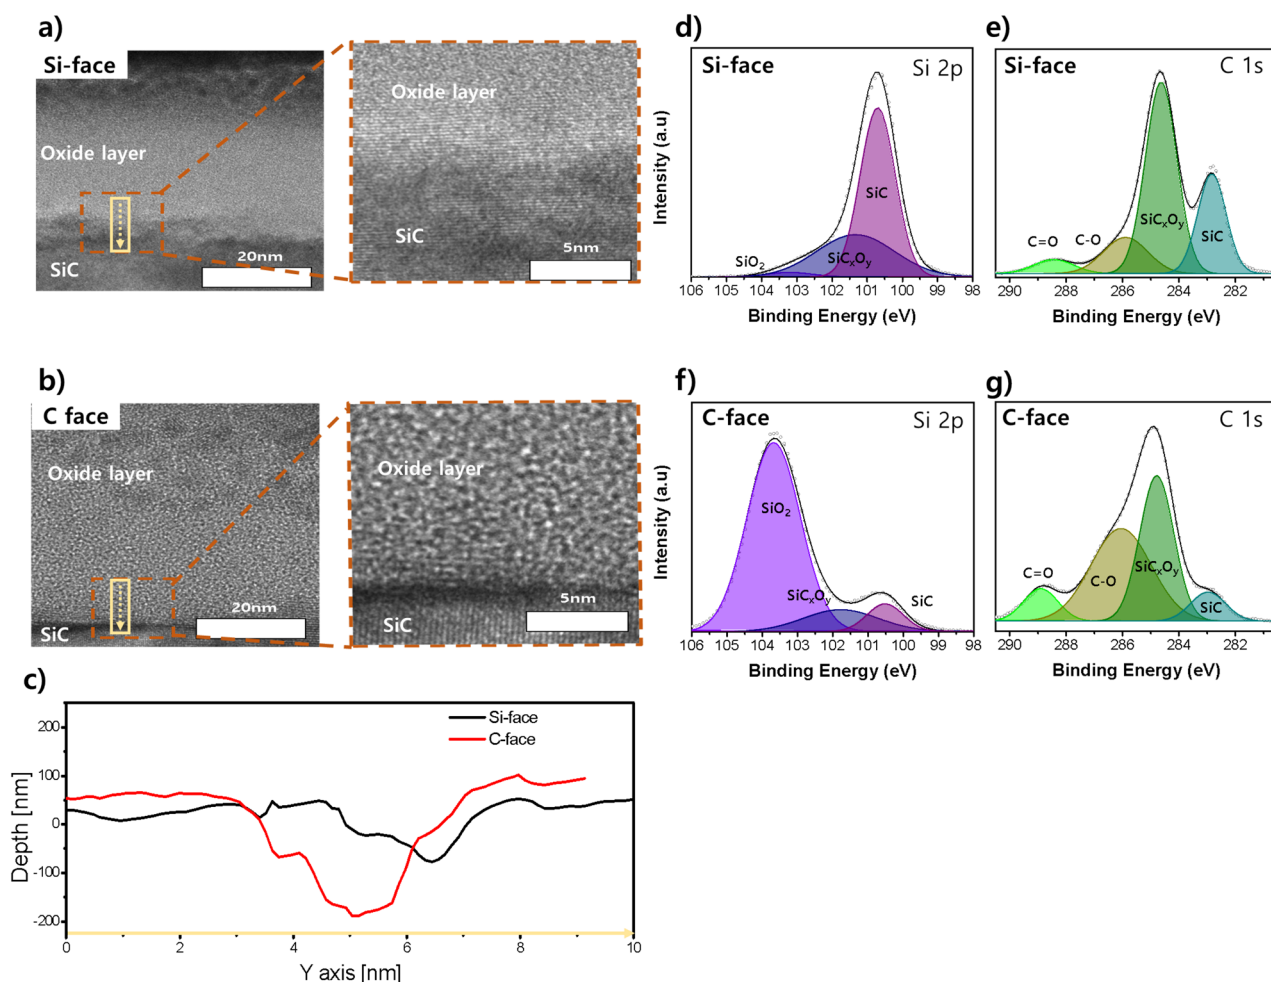 a)
Si-face
Oxide layer
SiC
20nm
Oxide layer
SiC
5nm
d)
Si-face
Si 2p
SiC
SiO2
SiCxOy
Intensity (a.u)
106 105 104 103 102 101 100 99 98
Binding Energy (eV)
e)
Si-face
C 1s
C=O
C-O
SiCxOy
SiC
290 288 286 284 282
Binding Energy (eV)
b)
C face
Oxide layer
SiC
20nm
Oxide layer
SiC
5nm
f)
C-face
Si 2p
SiO2
SiCxOy
SiC
Intensity (a.u)
106 105 104 103 102 101 100 99 98
Binding Energy (eV)
g)
C-face
C 1s
C=O
C-O
SiCxOy
SiC
290 288 286 284 282
Binding Energy (eV)
c)
Si-face
C-face
200
100
0
-100
-200
Depth [nm]
0 2 4 6 8 10
Y axis [nm]